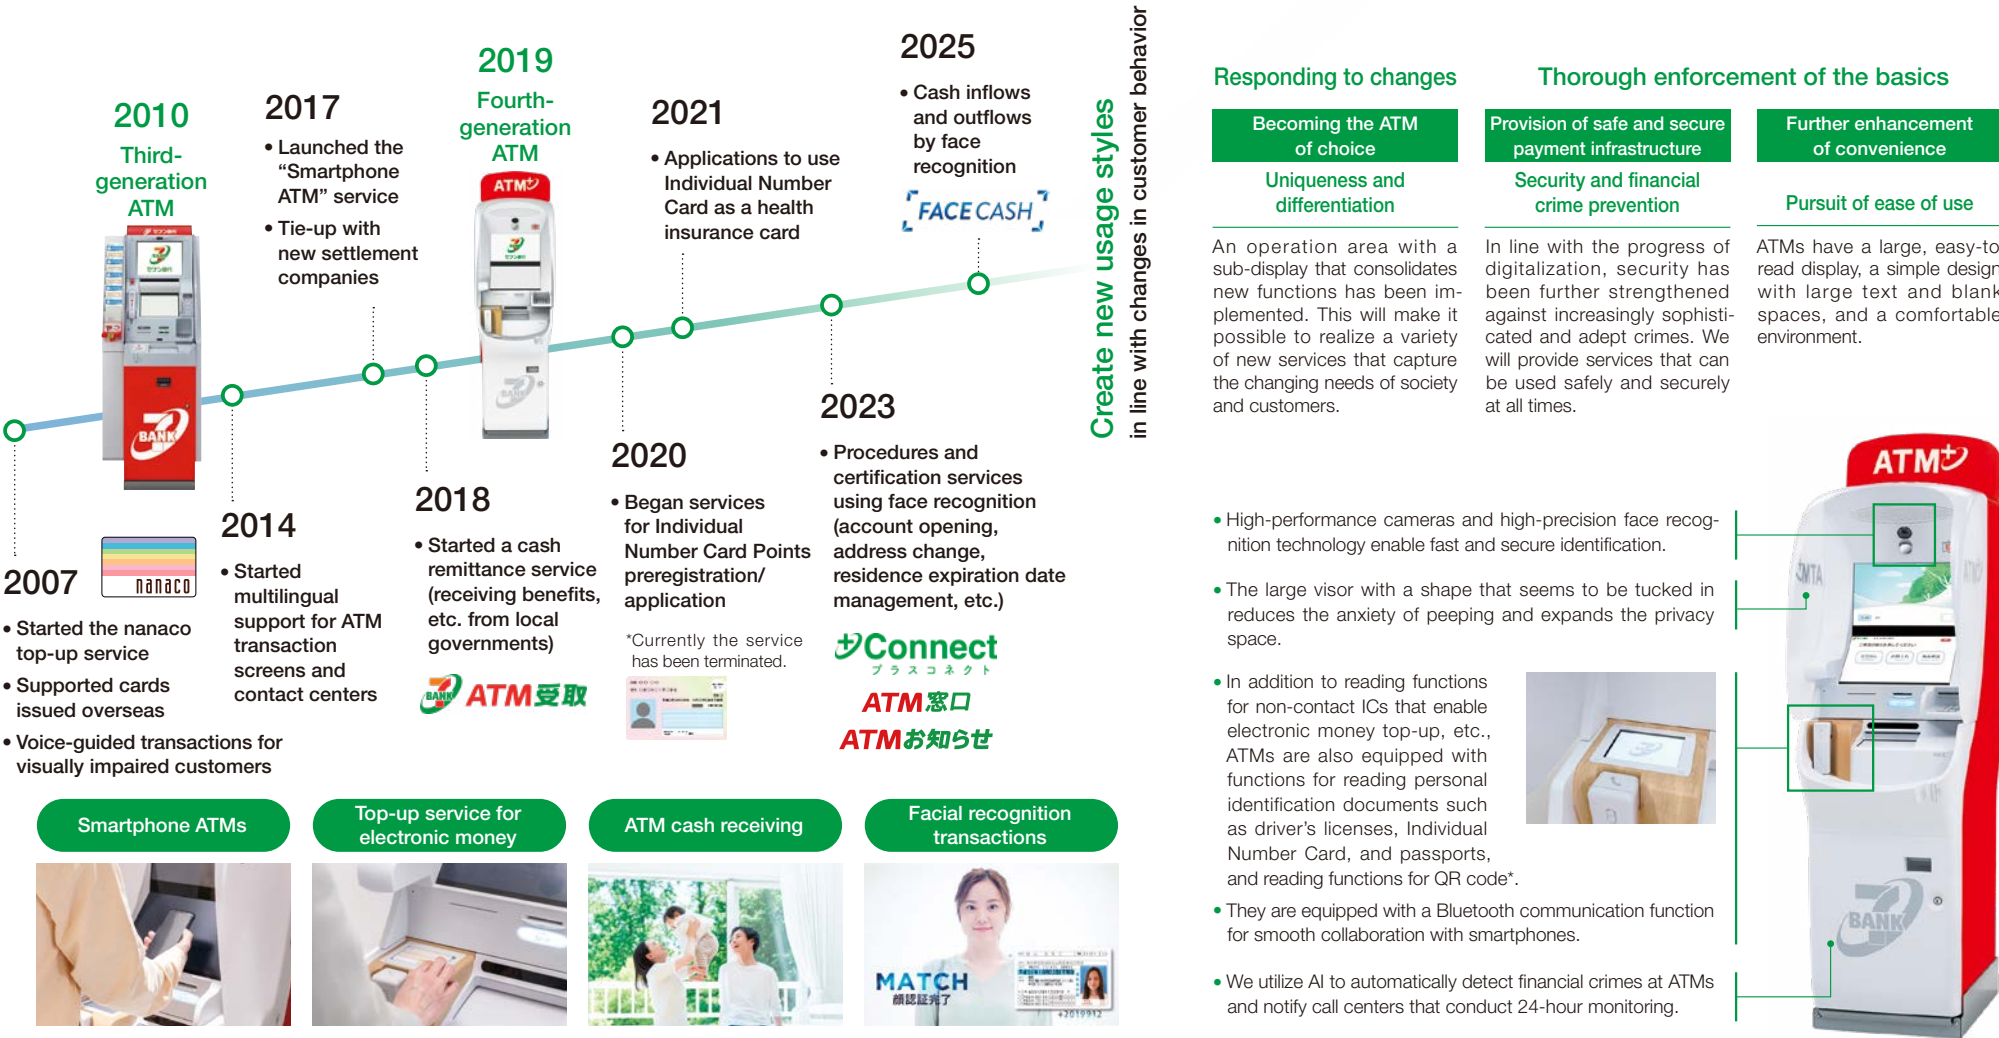 2007
• Started the nanaco
top-up service
• Supported cards
issued overseas
• Voice-guided transactions for
visually impaired customers
nanaco
2010
Third-
generation
ATM
セブン銀行
BANK
2014
• Started
multilingual
support for ATM
transaction
screens and
contact centers
2017
• Launched the
“Smartphone
ATM” service
• Tie-up with
new settlement
companies
2018
• Started a cash
remittance service
(receiving benefits,
etc. from local
governments)
BANK ATM受取
2019
Fourth-
generation
ATM
ATM+
セブン銀行
BANK
2020
• Began services
for Individual
Number Card Points
preregistration/
application
*Currently the service
has been terminated.
2021
• Applications to use
Individual Number
Card as a health
insurance card
2023
• Procedures and
certification services
using face recognition
(account opening,
address change,
residence expiration date
management, etc.)
+Connect
プラスコネクト
ATM窓口
ATMお知らせ
2025
• Cash inflows
and outflows
by face
recognition
FACE CASH
Create new usage styles
in line with changes in customer behavior
Smartphone ATMs
Top-up service for
electronic money
ATM cash receiving
Facial recognition
transactions
MATCH
顔認証完了
+2019912
Responding to changes
Becoming the ATM
of choice
Uniqueness and
differentiation
An operation area with a
sub-display that consolidates
new functions has been im-
plemented. This will make it
possible to realize a variety
of new services that capture
the changing needs of society
and customers.
Thorough enforcement of the basics
Provision of safe and secure
payment infrastructure
Security and financial
crime prevention
In line with the progress of
digitalization, security has
been further strengthened
against increasingly sophisti-
cated and adept crimes. We
will provide services that can
be used safely and securely
at all times.
Further enhancement
of convenience
Pursuit of ease of use
ATMs have a large, easy-to
read display, a simple design
with large text and blank
spaces, and a comfortable
environment.
• High-performance cameras and high-precision face recog-
nition technology enable fast and secure identification.
• The large visor with a shape that seems to be tucked in
reduces the anxiety of peeping and expands the privacy
space.
• In addition to reading functions
for non-contact ICs that enable
electronic money top-up, etc.,
ATMs are also equipped with
functions for reading personal
identification documents such
as driver’s licenses, Individual
Number Card, and passports,
and reading functions for QR code*.
• They are equipped with a Bluetooth communication function
for smooth collaboration with smartphones.
• We utilize AI to automatically detect financial crimes at ATMs
and notify call centers that conduct 24-hour monitoring.
ATM+
ATM+
BANK